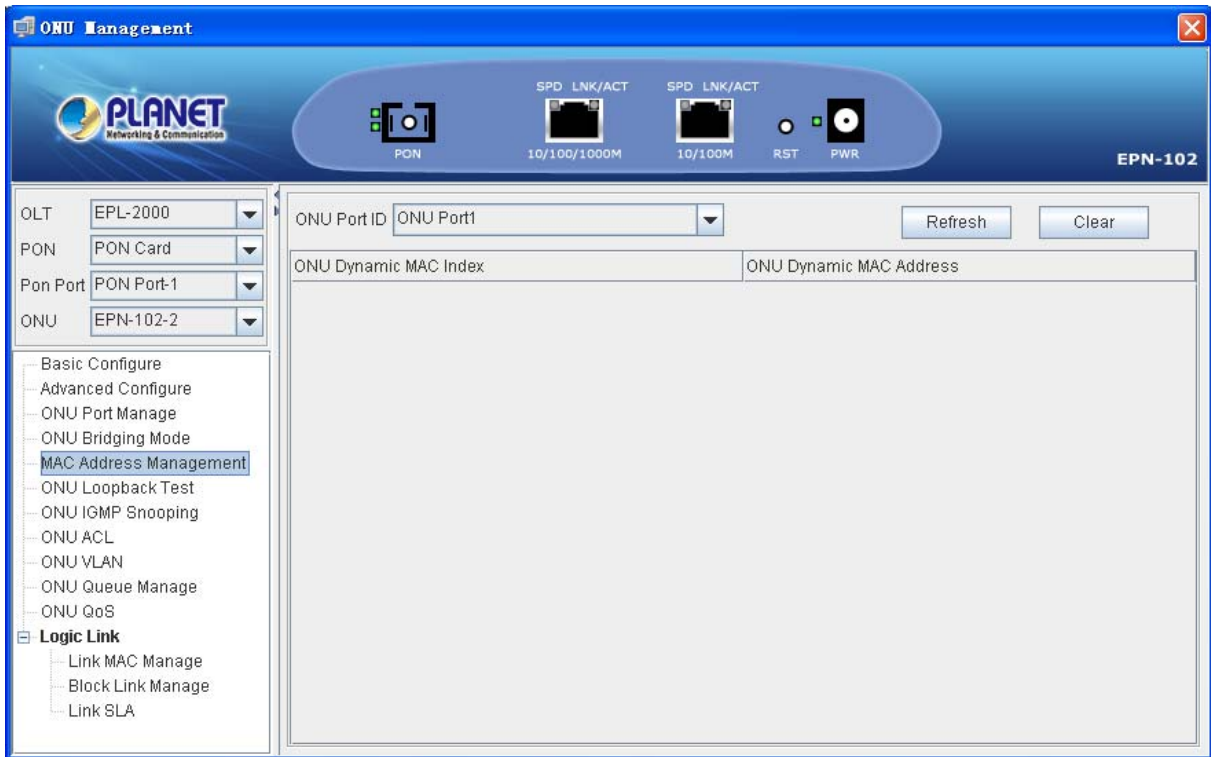 ONU Management
PLANET
Networking & Communication
SPD LNK/ACT
SPD LNK/ACT
PON
10/100/1000M
10/100M
RST
PWR
EPN-102
OLT EPL-2000
PON PON Card
Pon Port PON Port-1
ONU EPN-102-2
Basic Configure
Advanced Configure
ONU Port Manage
ONU Bridging Mode
MAC Address Management
ONU Loopback Test
ONU IGMP Snooping
ONU ACL
ONU VLAN
ONU Queue Manage
ONU QoS
Logic Link
Link MAC Manage
Block Link Manage
Link SLA
ONU Port ID ONU Port1 Refresh Clear
ONU Dynamic MAC Index ONU Dynamic MAC Address